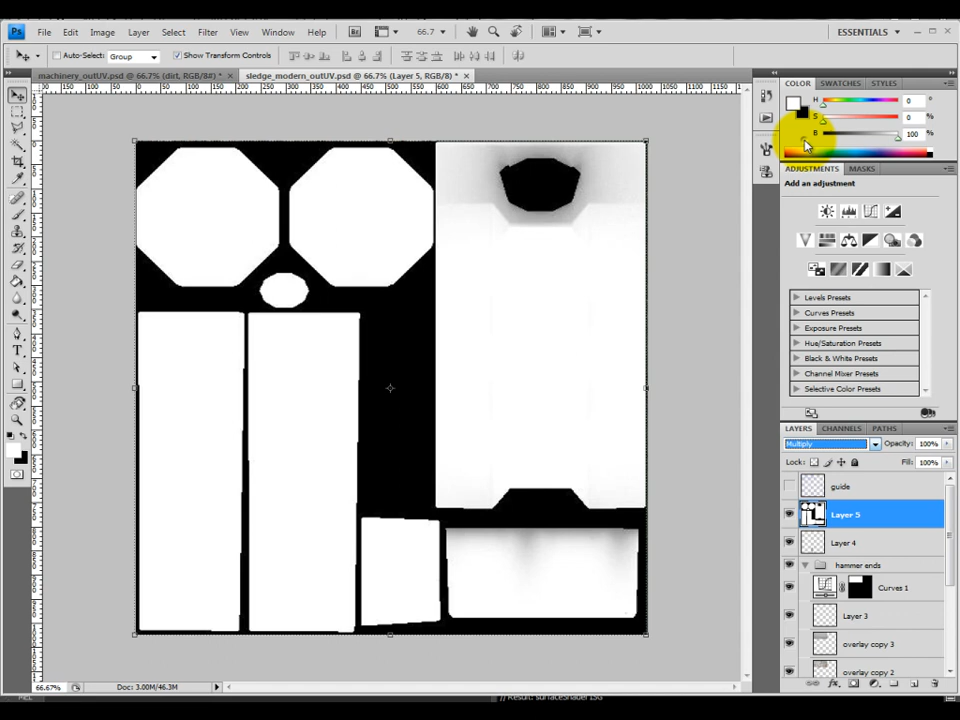 Ps File Edit Image Layer Select Filter View Window Help Br 66.7 ESSENTIALS
Auto-Select: Group Show Transform Controls
machinery_outUV.psd @ 66.7% (dirt, RGB/8#) * × sledge_modern_outUV.psd @ 66.7% (Layer 5, RGB/8) * ×
COLOR SWATCHES STYLES
H 0 °
S 0 %
B 100 %
ADJUSTMENTS MASKS
Add an adjustment
Levels Presets
Curves Presets
Exposure Presets
Hue/Saturation Presets
Black & White Presets
Channel Mixer Presets
Selective Color Presets
LAYERS CHANNELS PATHS
Multiply Opacity: 100%
Lock: Fill: 100%
guide
Layer 5
Layer 4
hammer ends
Curves 1
Layer 3
overlay copy 3
overlay copy 2
66.67% Doc: 3.00M/46.3M